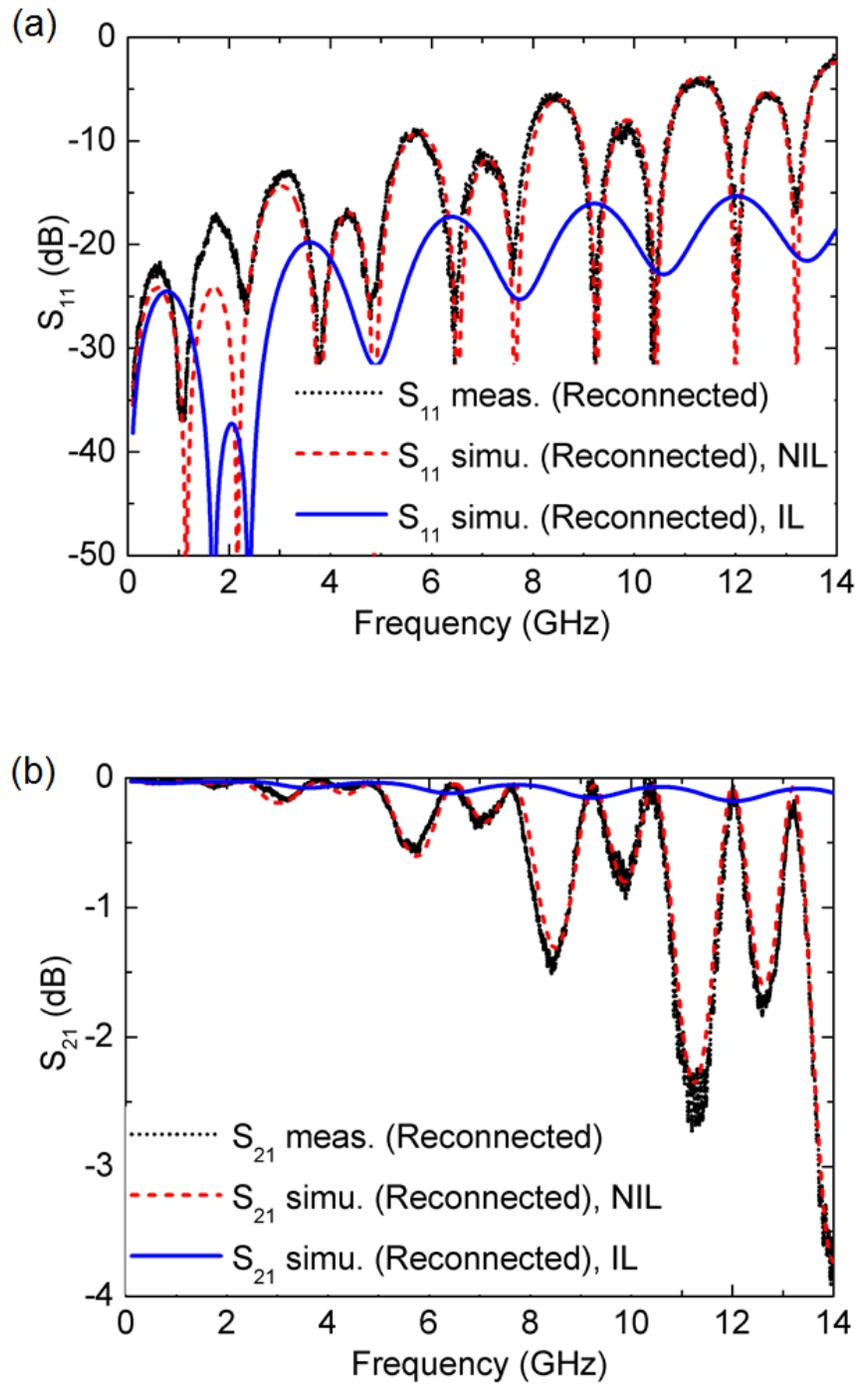 (a)
0
-10
-20
-30
-40
-50
S11 (dB)
S11 meas. (Reconnected)
S11 simu. (Reconnected), NIL
S11 simu. (Reconnected), IL
0 2 4 6 8 10 12 14
Frequency (GHz)
(b)
0
-1
-2
-3
-4
S21 (dB)
S21 meas. (Reconnected)
S21 simu. (Reconnected), NIL
S21 simu. (Reconnected), IL
0 2 4 6 8 10 12 14
Frequency (GHz)